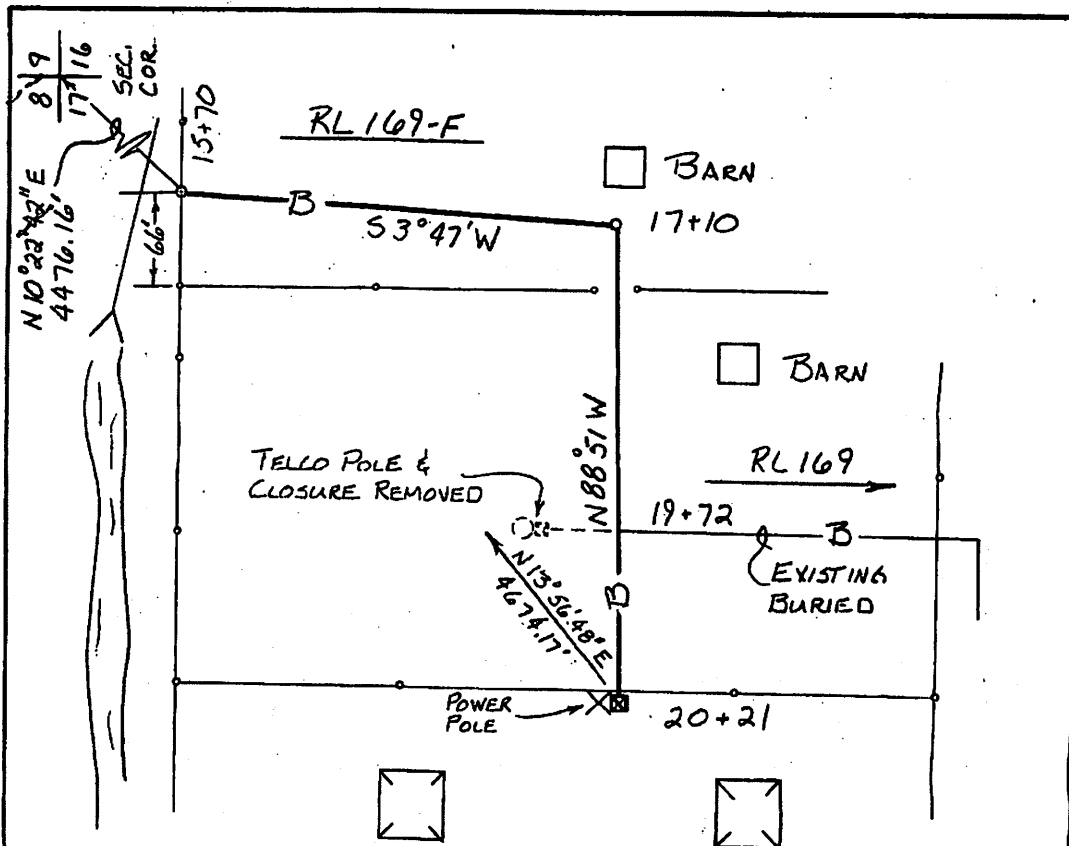 8 9
17 16
SEC.
COR.
N 10°22'42" E
4476.16'
15+70
66'
RL 169-F
B
S 3°47' W
BARN
17+10
BARN
N 88°51' W
TELCO POLE &
CLOSURE REMOVED
RL 169
19+72
B
EXISTING
BURIED
B
N 13°56'48" E
4674.17'
POWER
POLE
20+21